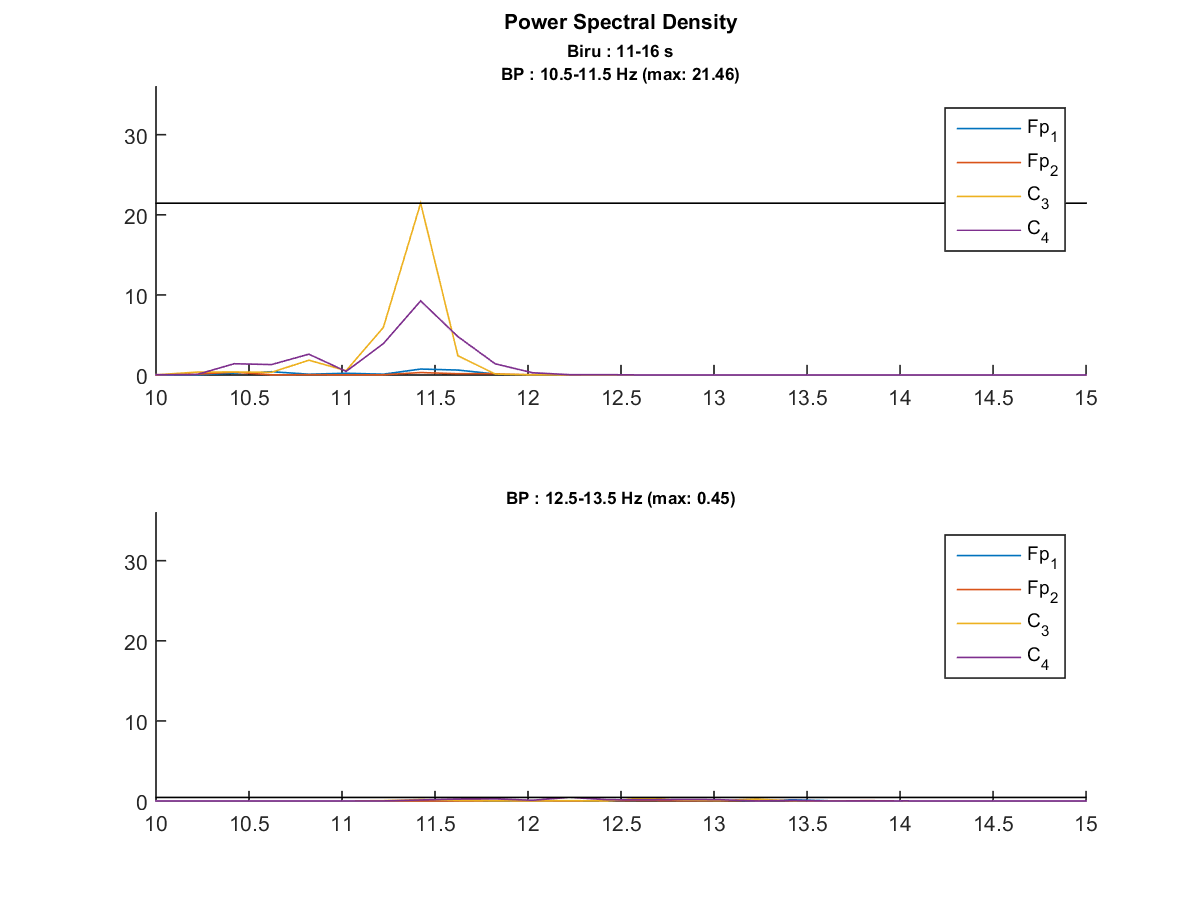 Power Spectral Density
Biru : 11-16 s
BP : 10.5-11.5 Hz (max: 21.46)
30
20
10
0
10 10.5 11 11.5 12 12.5 13 13.5 14 14.5 15
Fp1
Fp2
C3
C4
BP : 12.5-13.5 Hz (max: 0.45)
30
20
10
0
10 10.5 11 11.5 12 12.5 13 13.5 14 14.5 15
Fp1
Fp2
C3
C4